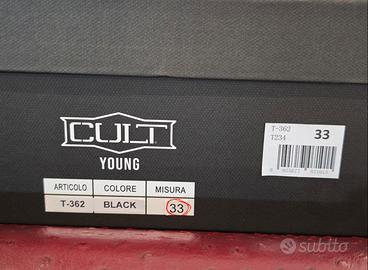 CULT
YOUNG
ARTICOLO COLORE MISURA
T-362 BLACK 33
T-362
T234
33
subito